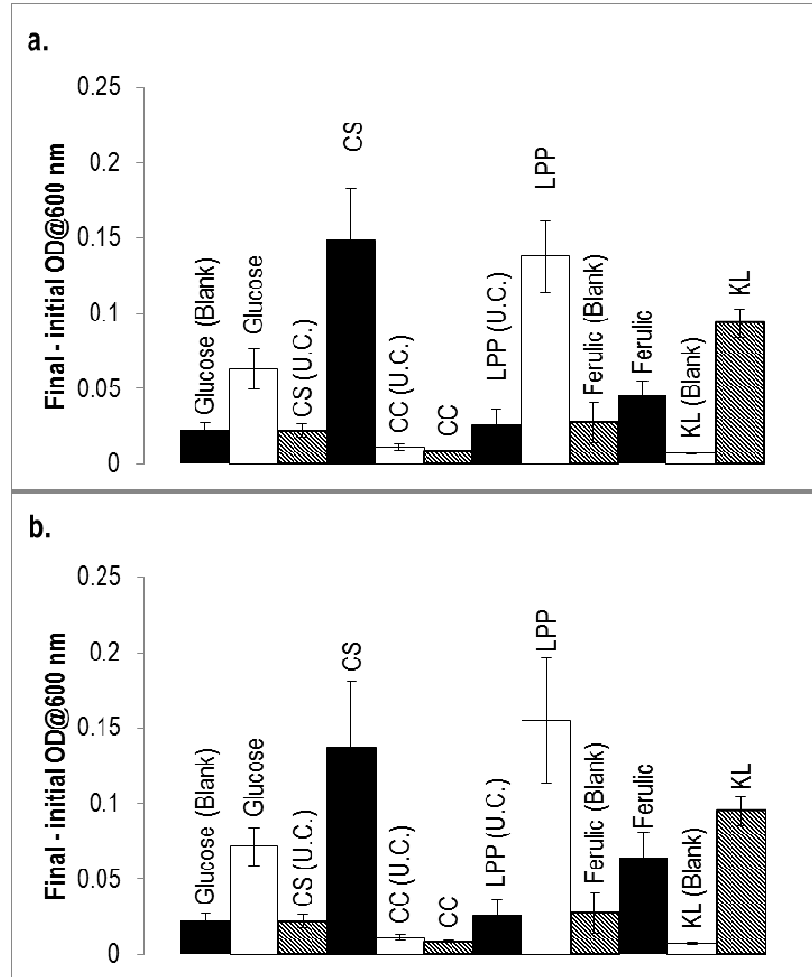 a.
Final - initial OD@600 nm
0.25
0.2
0.15
0.1
0.05
0
Glucose (Blank)
Glucose
CS (U.C.)
CS
CC (U.C.)
CC
LPP (U.C.)
LPP
Ferulic (Blank)
Ferulic
KL (Blank)
KL
b.
Final - initial OD@600 nm
0.25
0.2
0.15
0.1
0.05
0
Glucose (Blank)
Glucose
CS (U.C.)
CS
CC (U.C.)
CC
LPP (U.C.)
LPP
Ferulic (Blank)
Ferulic
KL (Blank)
KL